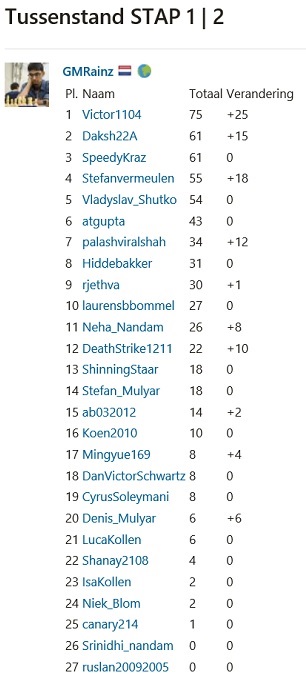 Tussenstand STAP 1 | 2
GMRainz
Pl. Naam Totaal Verandering
1 Victor1104 75 +25
2 Daksh22A 61 +15
3 SpeedyKraz 61 0
4 Stefanvermeulen 55 +18
5 Vladyslav_Shutko 54 0
6 atgupta 43 0
7 palashviralshah 34 +12
8 Hiddebakker 31 0
9 rjethva 30 +1
10 laurensbbommel 27 0
11 Neha_Nandam 26 +8
12 DeathStrike1211 22 +10
13 ShinningStaar 18 0
14 Stefan_Mulyar 18 0
15 ab032012 14 +2
16 Koen2010 10 0
17 Mingyue169 8 +4
18 DanVictorSchwartz 8 0
19 CyrusSoleymani 8 0
20 Denis_Mulyar 6 +6
21 LucaKollen 6 0
22 Shanay2108 4 0
23 IsaKollen 2 0
24 Niek_Blom 2 0
25 canary214 1 0
26 Srinidhi_nandam 0 0
27 ruslan20092005 0 0